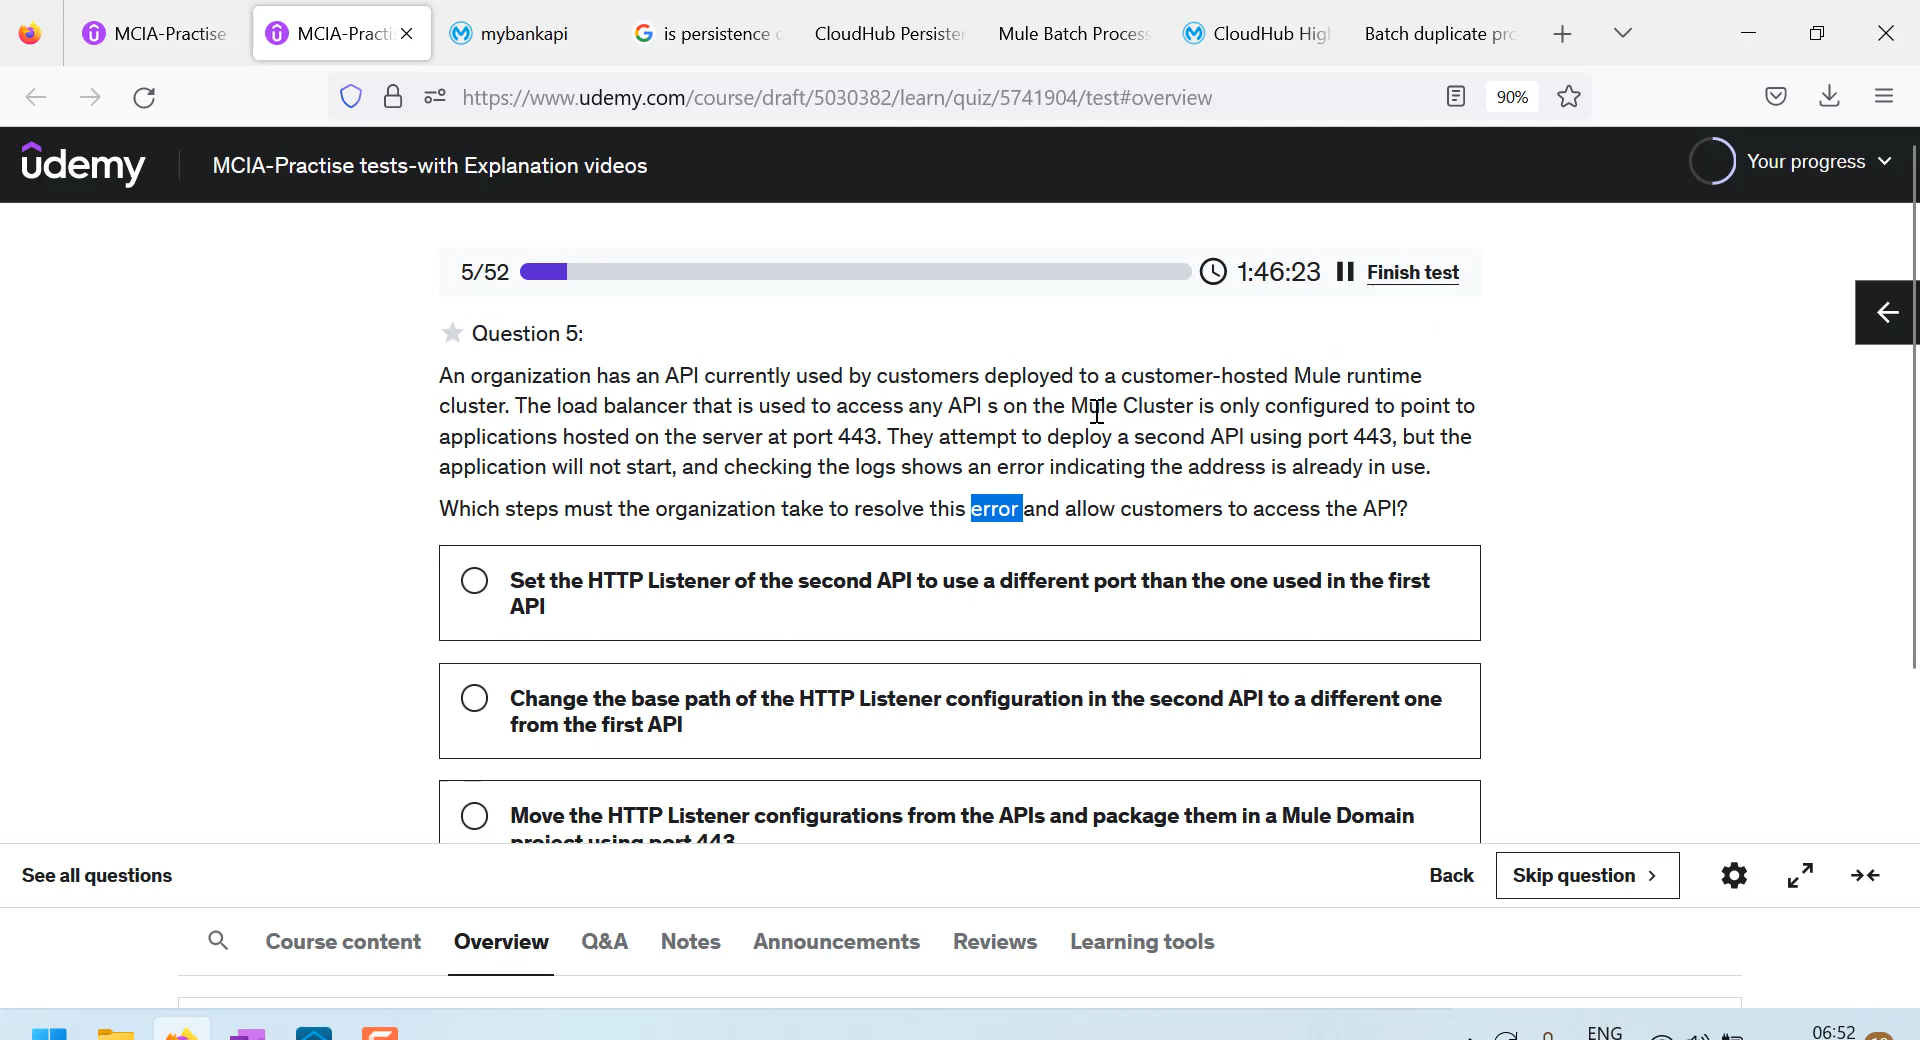 MCIA-Practise
MCIA-Practi
mybankapi
is persistence
CloudHub Persister
Mule Batch Process
CloudHub Hig
Batch duplicate pro
https://www.udemy.com/course/draft/5030382/learn/quiz/5741904/test#overview
90%
udemy
MCIA-Practise tests-with Explanation videos
Your progress
5/52
1:46:23
Finish test
Question 5:
An organization has an API currently used by customers deployed to a customer-hosted Mule runtime
cluster. The load balancer that is used to access any API s on the Mule Cluster is only configured to point to
applications hosted on the server at port 443. They attempt to deploy a second API using port 443, but the
application will not start, and checking the logs shows an error indicating the address is already in use.
Which steps must the organization take to resolve this error and allow customers to access the API?
Set the HTTP Listener of the second API to use a different port than the one used in the first
API
Change the base path of the HTTP Listener configuration in the second API to a different one
from the first API
Move the HTTP Listener configurations from the APIs and package them in a Mule Domain
project using port 443
See all questions
Back
Skip question
Course content
Overview
Q&A
Notes
Announcements
Reviews
Learning tools
ENG
06:52